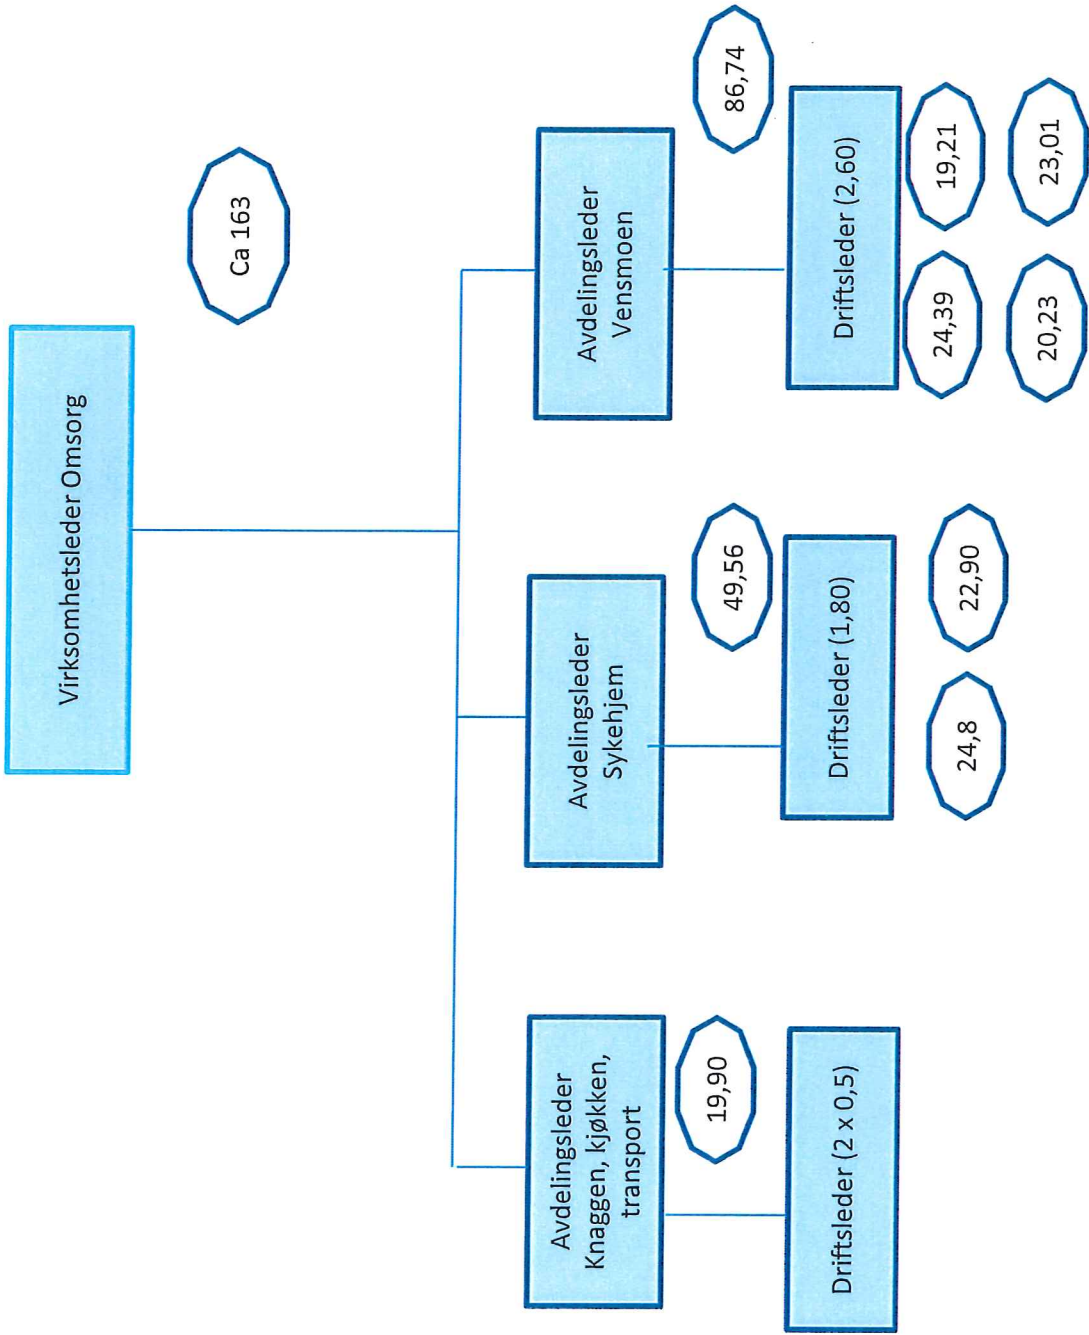 Virksomhetsleder Omsorg
Ca 163
Avdelingsleder
Knaggen, kjøkken,
transport
19,90
Driftsleder (2 x 0,5)
Avdelingsleder
Sykehjem
49,56
Driftsleder (1,80)
24,8
22,90
Avdelingsleder
Vensmoen
86,74
Driftsleder (2,60)
24,39
19,21
20,23
23,01